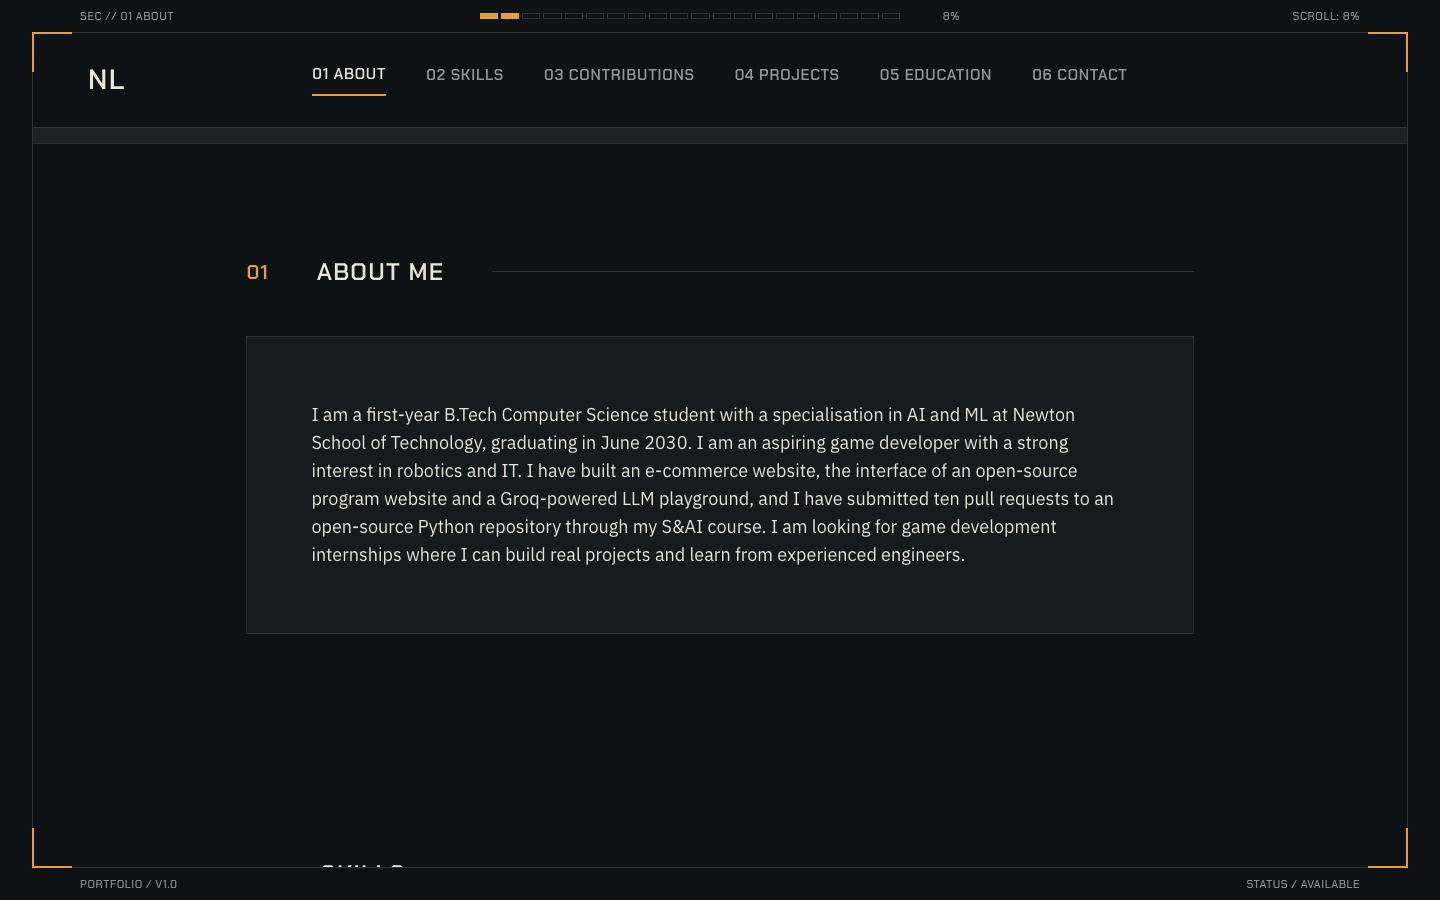 SEC // 01 ABOUT
8%
SCROLL: 8%
NL
01 ABOUT
02 SKILLS
03 CONTRIBUTIONS
04 PROJECTS
05 EDUCATION
06 CONTACT
01
ABOUT ME
I am a first-year B.Tech Computer Science student with a specialisation in AI and ML at Newton
School of Technology, graduating in June 2030. I am an aspiring game developer with a strong
interest in robotics and IT. I have built an e-commerce website, the interface of an open-source
program website and a Groq-powered LLM playground, and I have submitted ten pull requests to an
open-source Python repository through my S&AI course. I am looking for game development
internships where I can build real projects and learn from experienced engineers.
SKILLS
PORTFOLIO / V1.0
STATUS / AVAILABLE